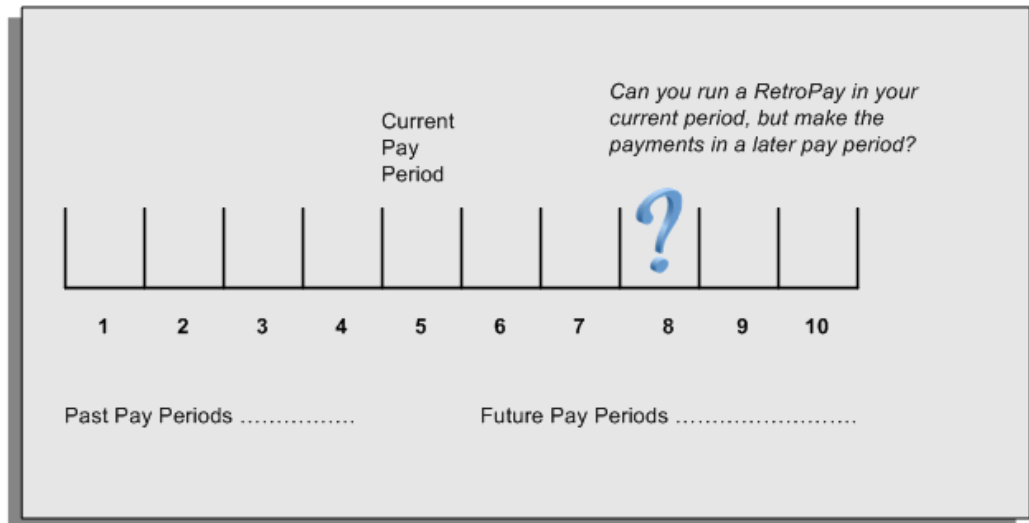 Can you run a RetroPay in your
current period, but make the
payments in a later pay period?
Current
Pay
Period
?
1 2 3 4 5 6 7 8 9 10
Past Pay Periods ................
Future Pay Periods .........................